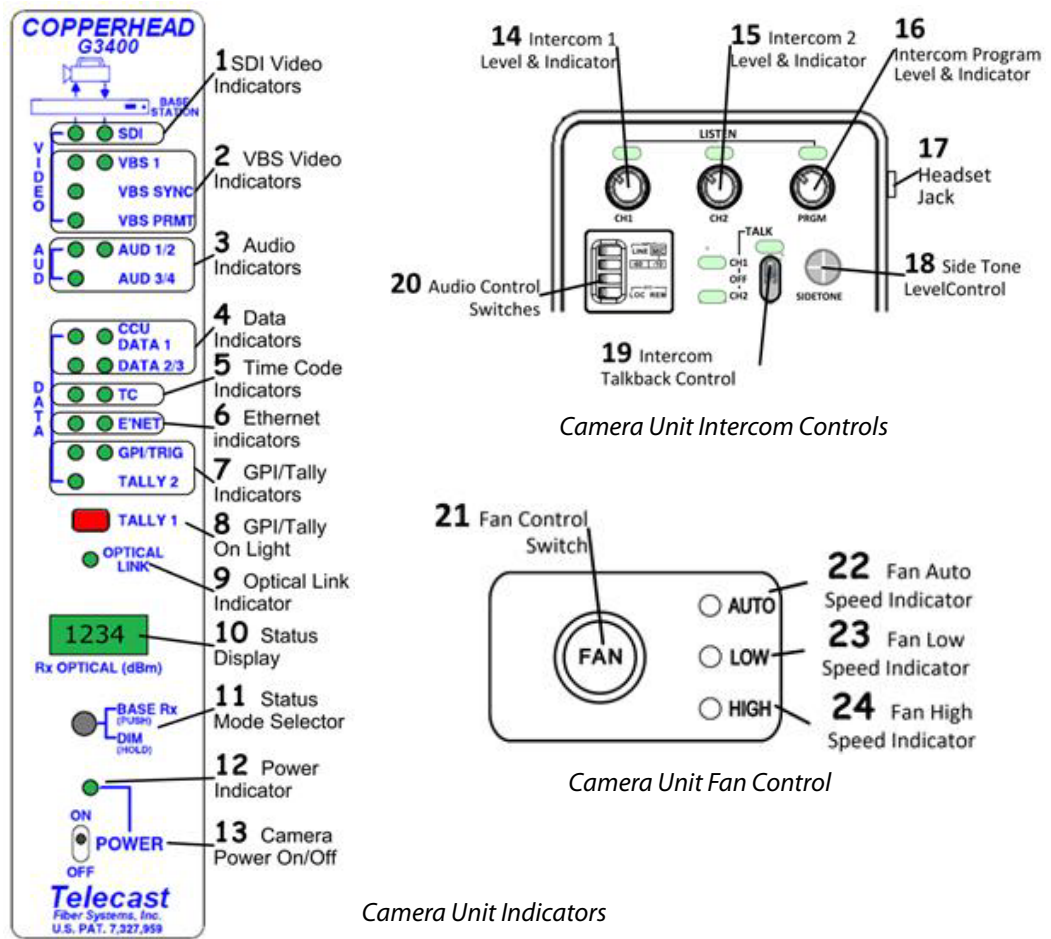 COPPERHEAD
G3400
BASE
STATION
VIDEO
SDI
VBS 1
VBS SYNC
VBS PRMT
AUD
AUD 1/2
AUD 3/4
DATA
CCU
DATA 1
DATA 2/3
TC
E'NET
GPI/TRIG
TALLY 2
TALLY 1
OPTICAL
LINK
1234
Rx OPTICAL (dBm)
BASE Rx
(PUSH)
DIM
(HOLD)
ON
POWER
OFF
Telecast
Fiber Systems, Inc.
U.S. PAT. 7,327,959
1 SDI Video
Indicators
2 VBS Video
Indicators
3 Audio
Indicators
4 Data
Indicators
5 Time Code
Indicators
6 Ethernet
indicators
7 GPI/Tally
Indicators
8 GPI/Tally
On Light
9 Optical Link
Indicator
10 Status
Display
11 Status
Mode Selector
12 Power
Indicator
13 Camera
Power On/Off
Camera Unit Indicators
14 Intercom 1
Level & Indicator
15 Intercom 2
Level & Indicator
16
Intercom Program
Level & Indicator
LISTEN
CH1
CH2
PRGM
17
Headset
Jack
LINE MIC
LOC REM
TALK
CH1
OFF
CH2
SIDETONE
18 Side Tone
LevelControl
20 Audio Control
Switches
19 Intercom
Talkback Control
Camera Unit Intercom Controls
21 Fan Control
Switch
FAN
AUTO
LOW
HIGH
22 Fan Auto
Speed Indicator
23 Fan Low
Speed Indicator
24 Fan High
Speed Indicator
Camera Unit Fan Control